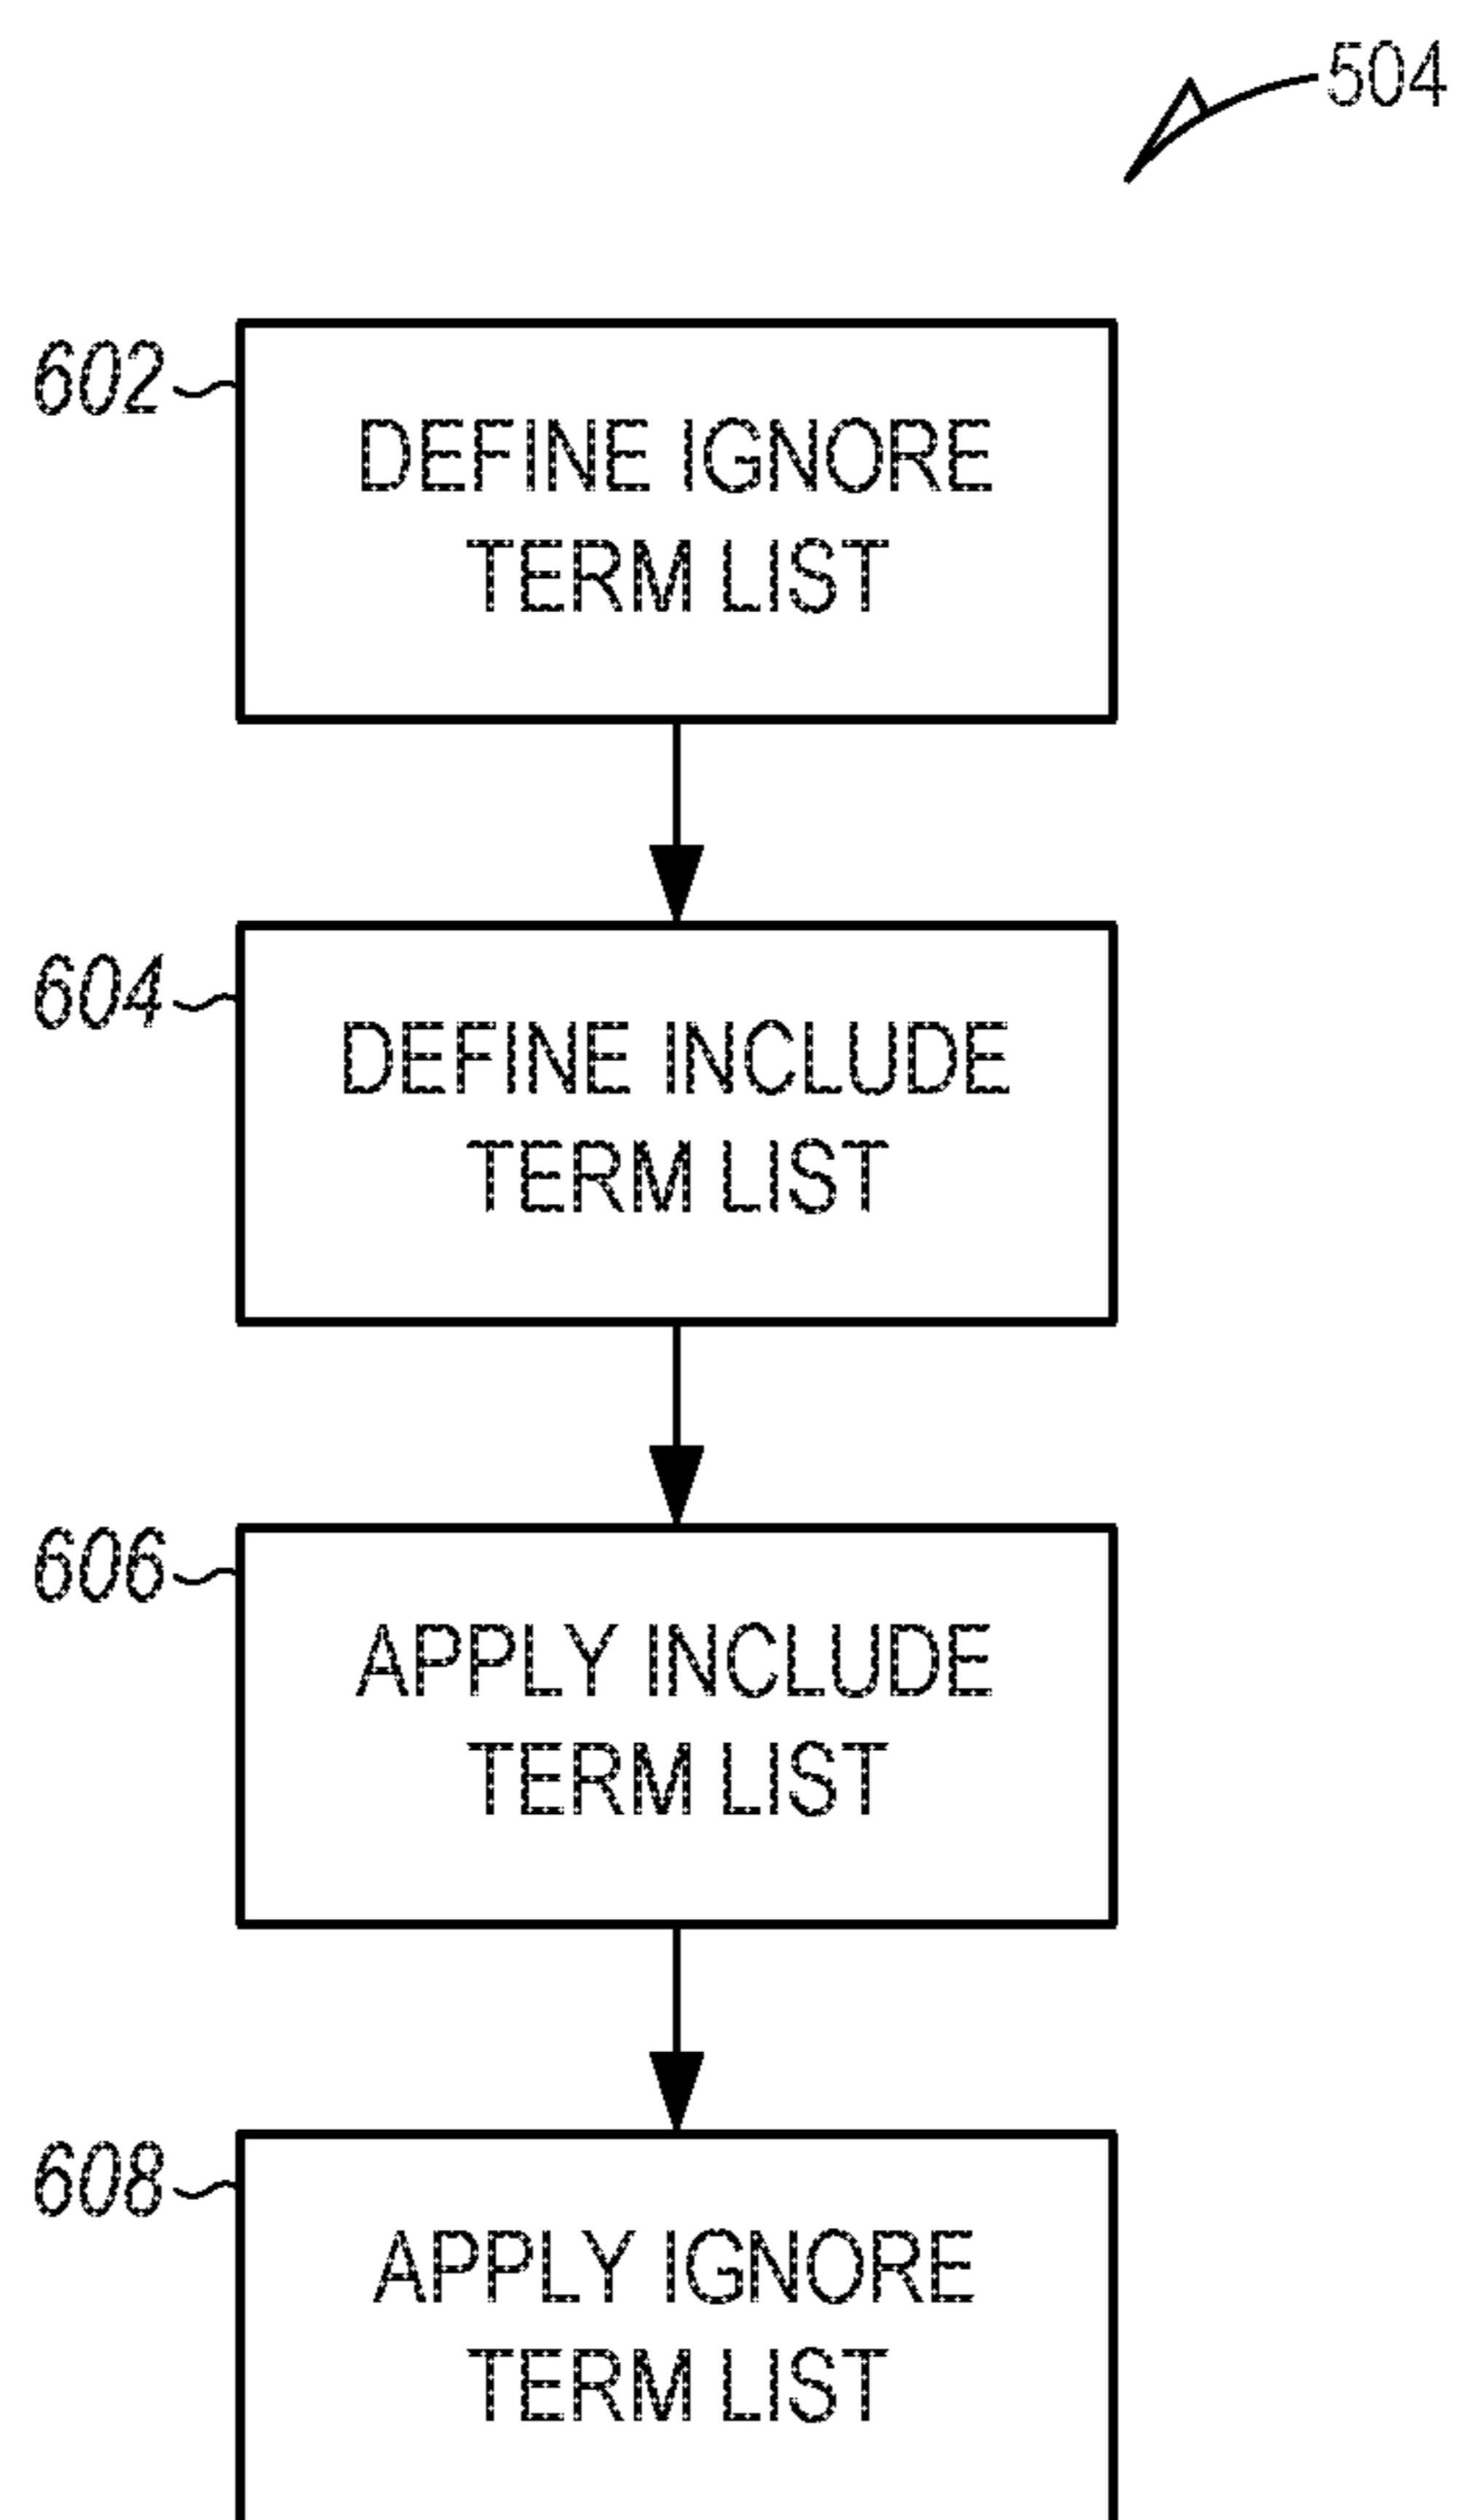 504
602
DEFINE IGNORE
TERM LIST
604
DEFINE INCLUDE
TERM LIST
606
APPLY INCLUDE
TERM LIST
608
APPLY IGNORE
TERM LIST